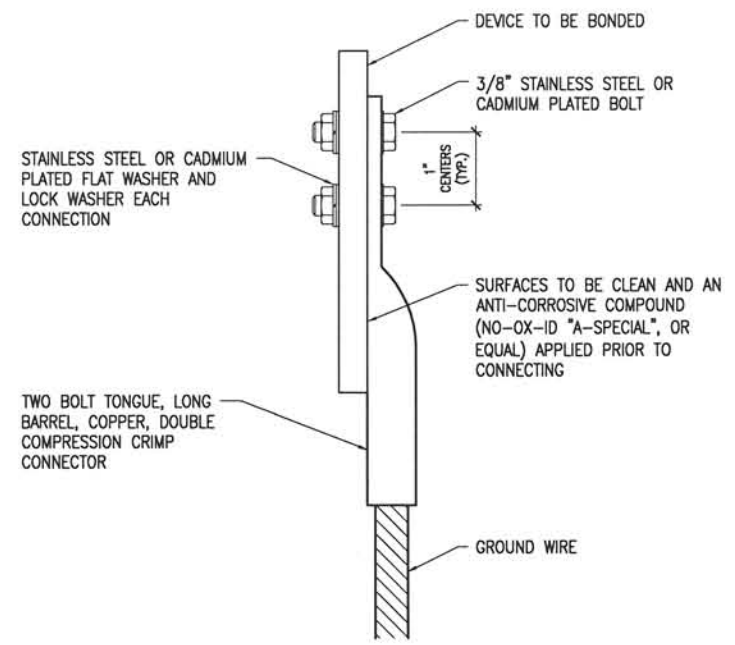 DEVICE TO BE BONDED
3/8" STAINLESS STEEL OR
CADMIUM PLATED BOLT
1"
CENTERS
(TYP.)
STAINLESS STEEL OR CADMIUM
PLATED FLAT WASHER AND
LOCK WASHER EACH
CONNECTION
SURFACES TO BE CLEAN AND AN
ANTI-CORROSIVE COMPOUND
(NO-OX-ID "A-SPECIAL", OR
EQUAL) APPLIED PRIOR TO
CONNECTING
TWO BOLT TONGUE, LONG
BARREL, COPPER, DOUBLE
COMPRESSION CRIMP
CONNECTOR
GROUND WIRE